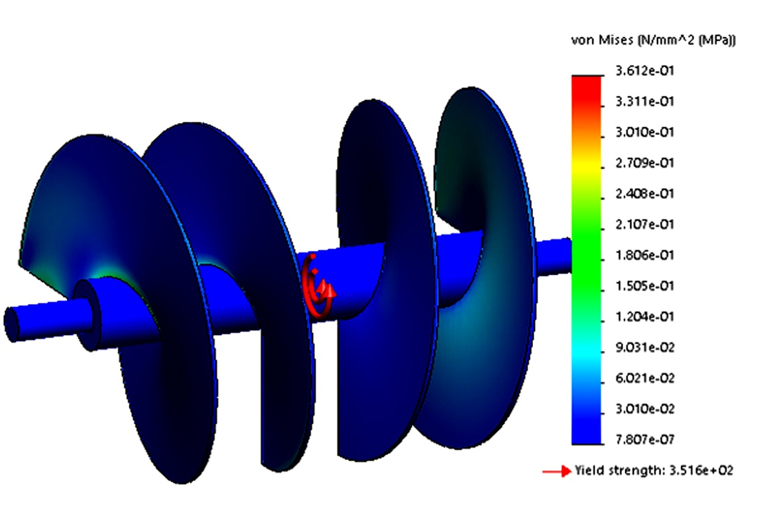 von Mises (N/mm^2 (MPa))
3.612e-01
3.311e-01
3.010e-01
2.709e-01
2.408e-01
2.107e-01
1.806e-01
1.505e-01
1.204e-01
9.031e-02
6.021e-02
3.010e-02
7.807e-07
Yield strength: 3.516e+02